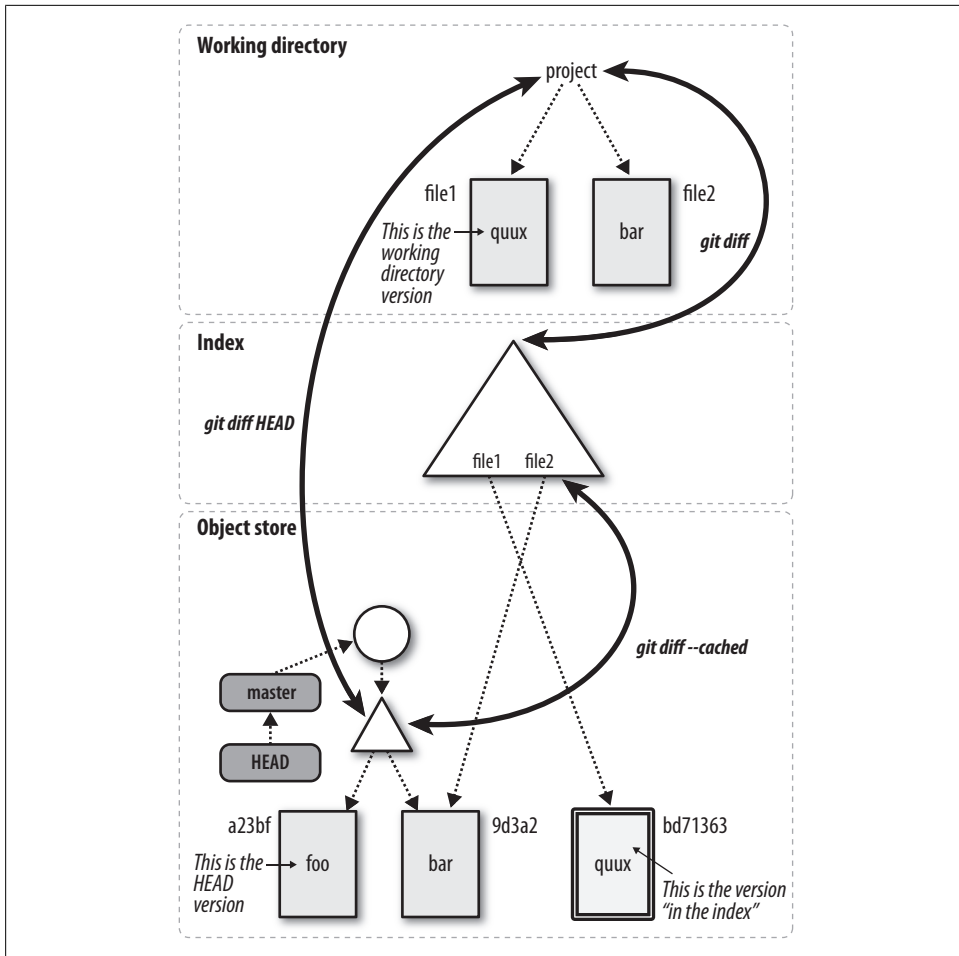 Working directory
project
file1
file2
This is the
working
directory
version
quux
bar
git diff
Index
git diff HEAD
file1 file2
Object store
git diff --cached
master
HEAD
a23bf
9d3a2
bd71363
This is the
HEAD
version
foo
bar
quux
This is the version
“in the index”